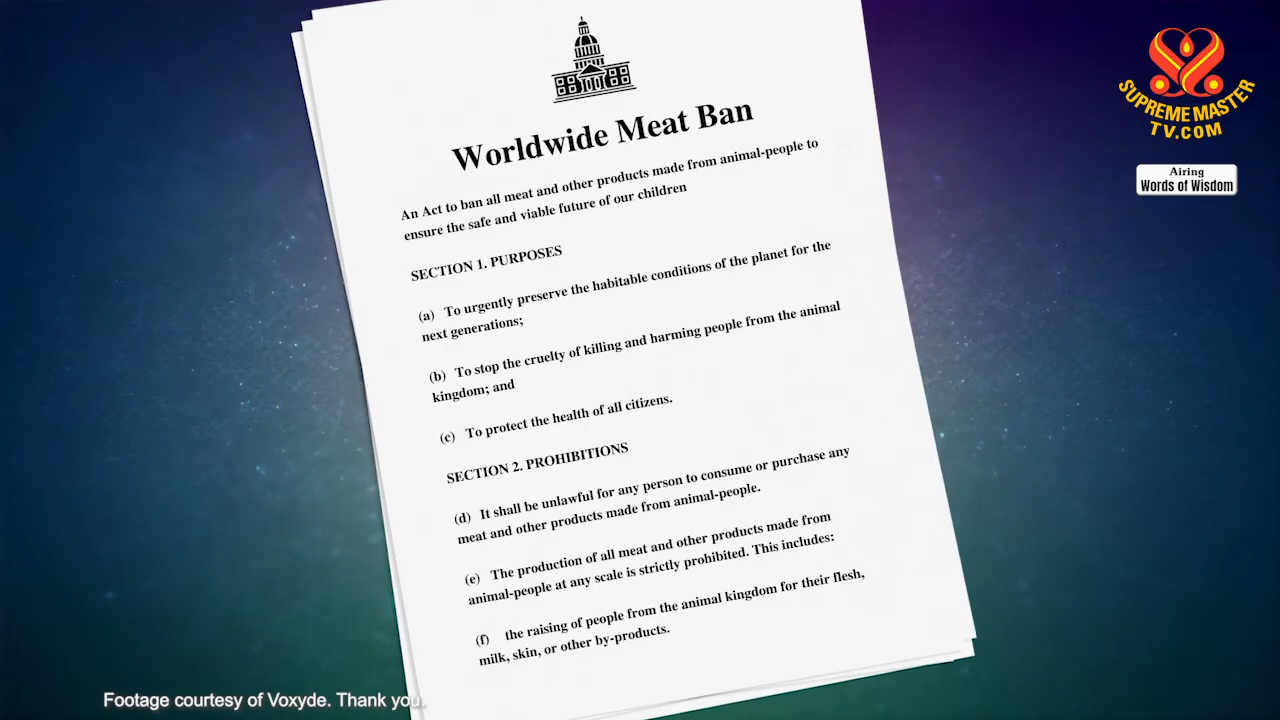 Worldwide Meat Ban
An Act to ban all meat and other products made from animal-people to
ensure the safe and viable future of our children
SECTION 1. PURPOSES
(a) To urgently preserve the habitable conditions of the planet for the
next generations;
(b) To stop the cruelty of killing and harming people from the animal
kingdom; and
(c) To protect the health of all citizens.
SECTION 2. PROHIBITIONS
(d) It shall be unlawful for any person to consume or purchase any
meat and other products made from animal-people.
(e) The production of all meat and other products made from
animal-people at any scale is strictly prohibited. This includes:
(f) the raising of people from the animal kingdom for their flesh,
milk, skin, or other by-products.
SUPREME MASTER
TV.COM
Airing
Words of Wisdom
Footage courtesy of Voxyde. Thank you.